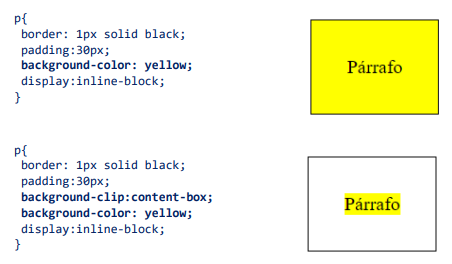 p{
border: 1px solid black;
padding:30px;
background-color: yellow;
display:inline-block;
}
Párrafo
p{
border: 1px solid black;
padding:30px;
background-clip:content-box;
background-color: yellow;
display:inline-block;
}
Párrafo